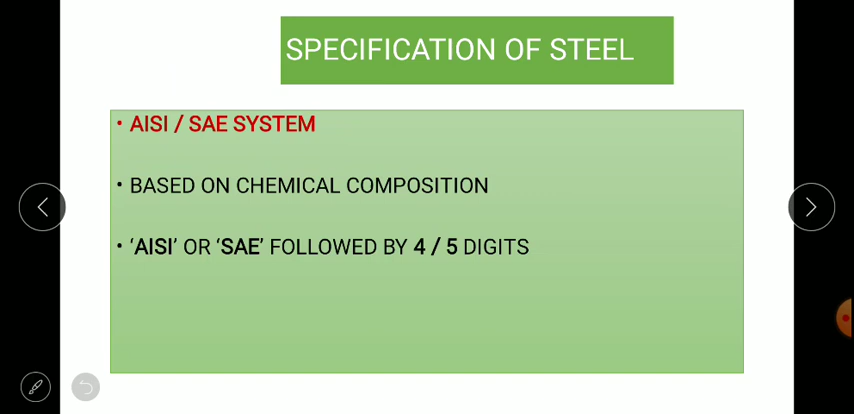 SPECIFICATION OF STEEL
• AISI / SAE SYSTEM
• BASED ON CHEMICAL COMPOSITION
• ‘AISI’ OR ‘SAE’ FOLLOWED BY 4 / 5 DIGITS